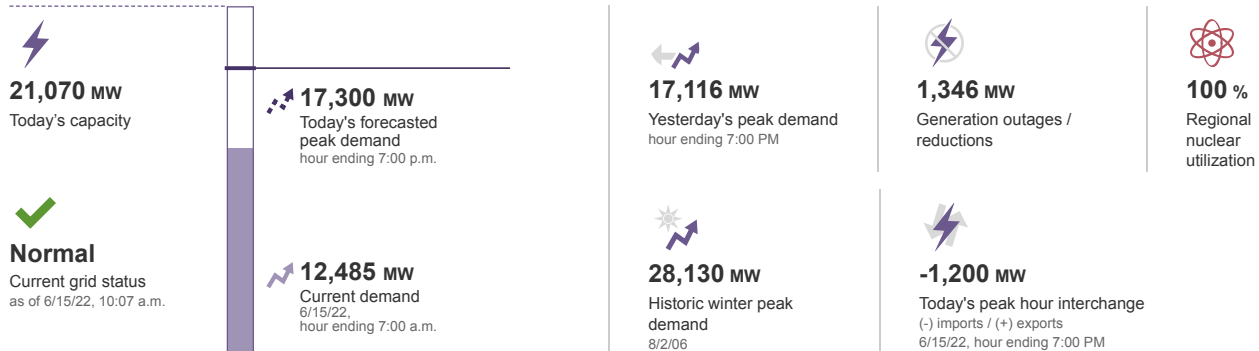 21,070 MW
Today's capacity
Normal
Current grid status
as of 6/15/22, 10:07 a.m.
17,300 MW
Today's forecasted
peak demand
hour ending 7:00 p.m.
12,485 MW
Current demand
6/15/22,
hour ending 7:00 a.m.
17,116 MW
Yesterday's peak demand
hour ending 7:00 PM
1,346 MW
Generation outages /
reductions
100 %
Regional
nuclear
utilization
28,130 MW
Historic winter peak
demand
8/2/06
-1,200 MW
Today's peak hour interchange
(-) imports / (+) exports
6/15/22, hour ending 7:00 PM